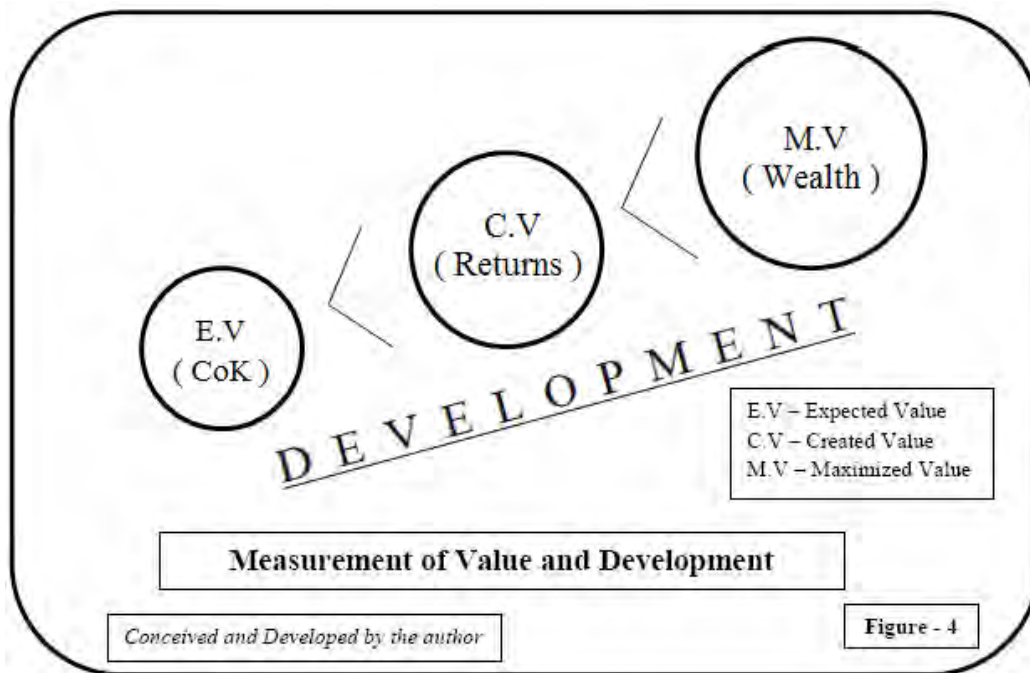 M.V
( Wealth )
C.V
( Returns )
E.V
( CoK )
DEVELOPMENT
E.V – Expected Value
C.V – Created Value
M.V – Maximized Value
Measurement of Value and Development
Conceived and Developed by the author
Figure - 4